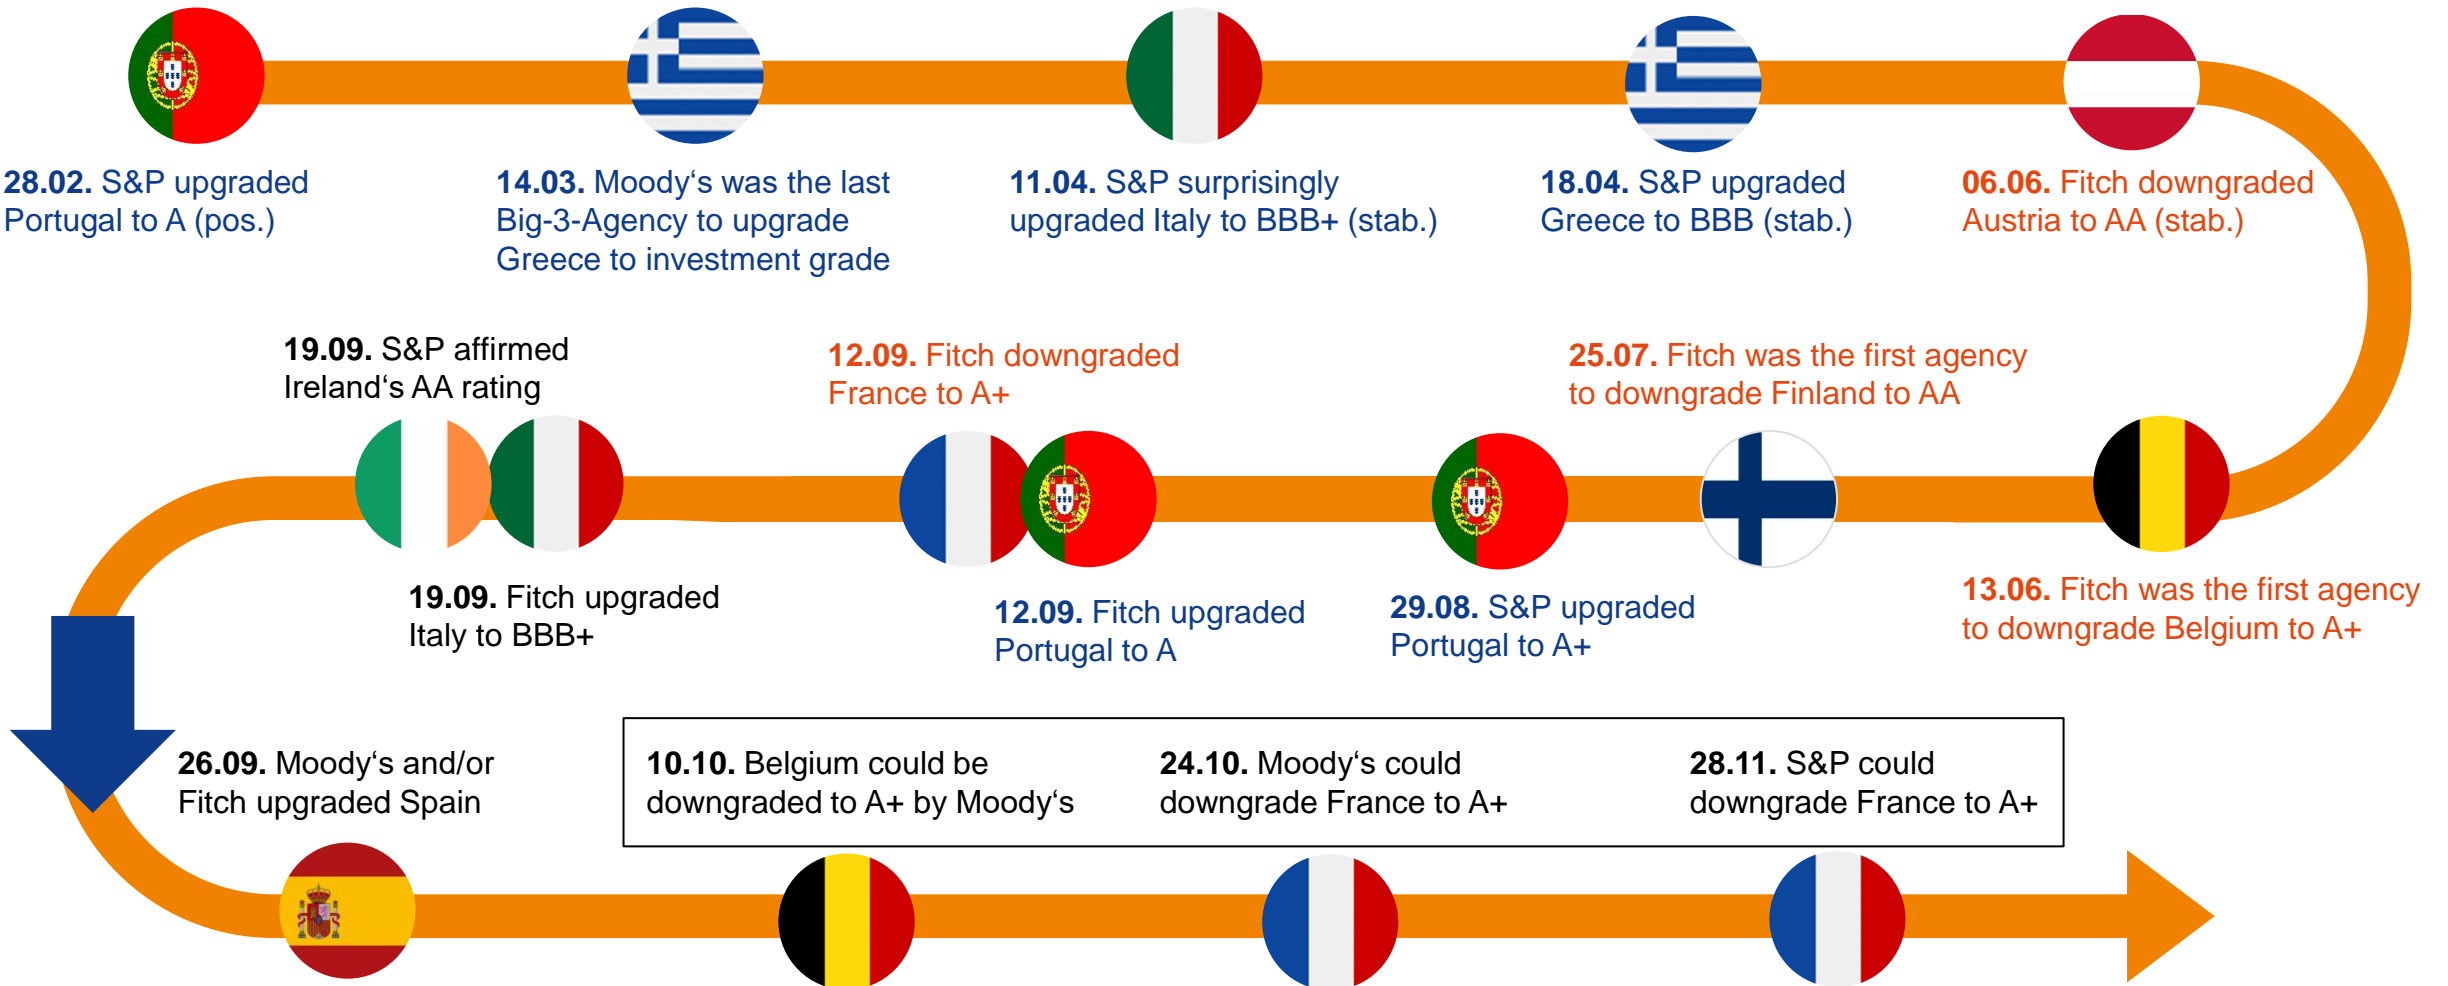 28.02. S&P upgraded
Portugal to A (pos.)
14.03. Moody‘s was the last
Big-3-Agency to upgrade
Greece to investment grade
11.04. S&P surprisingly
upgraded Italy to BBB+ (stab.)
18.04. S&P upgraded
Greece to BBB (stab.)
06.06. Fitch downgraded
Austria to AA (stab.)
19.09. S&P affirmed
Ireland‘s AA rating
12.09. Fitch downgraded
France to A+
25.07. Fitch was the first agency
to downgrade Finland to AA
19.09. Fitch upgraded
Italy to BBB+
12.09. Fitch upgraded
Portugal to A
29.08. S&P upgraded
Portugal to A+
13.06. Fitch was the first agency
to downgrade Belgium to A+
26.09. Moody‘s and/or
Fitch upgraded Spain
10.10. Belgium could be
downgraded to A+ by Moody‘s
24.10. Moody‘s could
downgrade France to A+
28.11. S&P could
downgrade France to A+